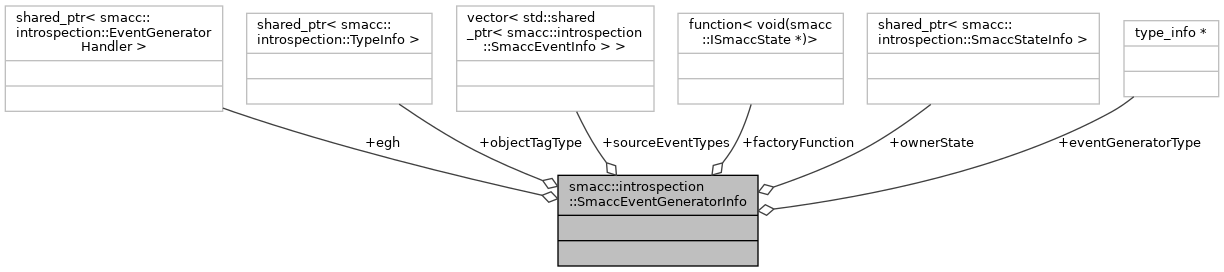 shared_ptr< smacc::
introspection::EventGenerator
Handler >
shared_ptr< smacc::
introspection::TypeInfo >
vector< std::shared
_ptr< smacc::introspection
::SmaccEventInfo > >
function< void(smacc
::ISmaccState *)>
shared_ptr< smacc::
introspection::SmaccStateInfo >
type_info *
+egh
+objectTagType
+sourceEventTypes
+factoryFunction
+ownerState
+eventGeneratorType
smacc::introspection
::SmaccEventGeneratorInfo